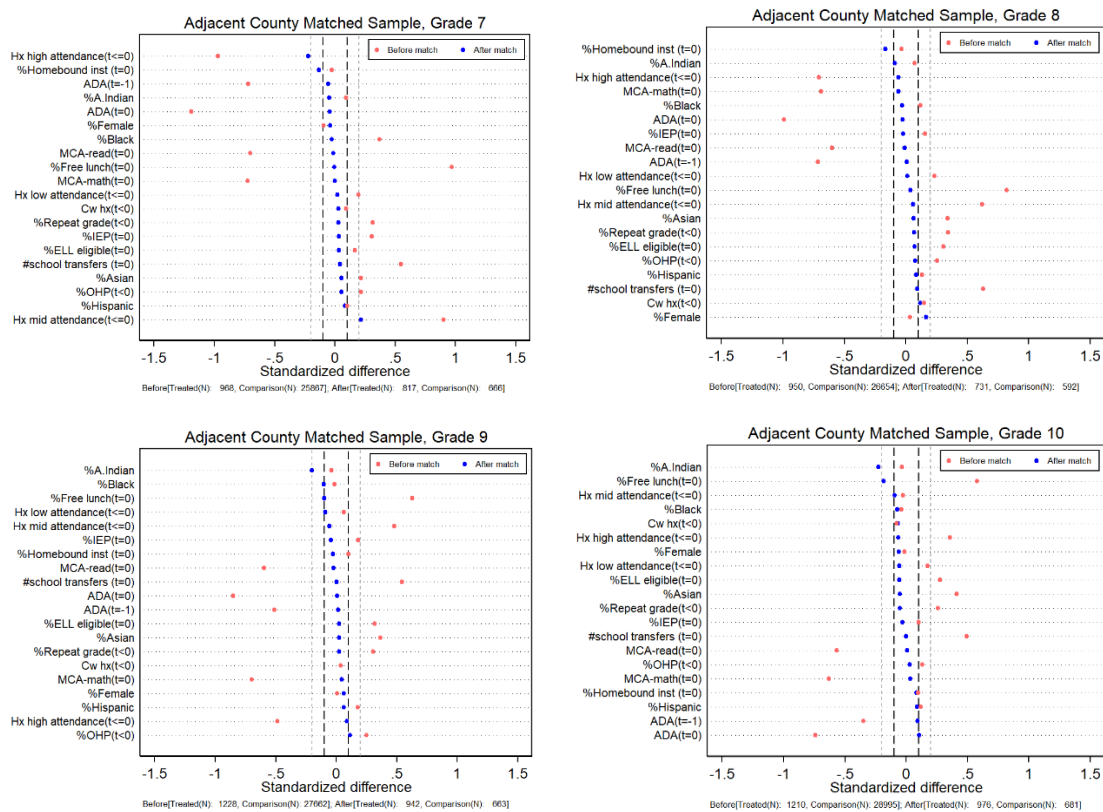 Adjacent County Matched Sample, Grade 7
Before match After match
Hx high attendance(t<=0)
%Homebound inst (t=0)
ADA(t=-1)
%A.Indian
ADA(t=0)
%Female
%Black
MCA-read(t=0)
%Free lunch(t=0)
MCA-math(t=0)
Hx low attendance(t<=0)
Cw hx(t<0)
%Repeat grade(t<0)
%IEP(t=0)
%ELL eligible(t=0)
#school transfers (t=0)
%Asian
%OHP(t<0)
%Hispanic
Hx mid attendance(t<=0)
-1.5 -1 -.5 0 .5 1 1.5
Standardized difference
Before[Treated(N): 968, Comparison(N): 25867]; After[Treated(N): 817, Comparison(N): 666]
Adjacent County Matched Sample, Grade 8
Before match After match
%Homebound inst (t=0)
%A.Indian
Hx high attendance(t<=0)
MCA-math(t=0)
%Black
ADA(t=0)
%IEP(t=0)
MCA-read(t=0)
ADA(t=-1)
Hx low attendance(t<=0)
%Free lunch(t=0)
Hx mid attendance(t<=0)
%Asian
%Repeat grade(t<0)
%ELL eligible(t=0)
%OHP(t<0)
%Hispanic
#school transfers (t=0)
Cw hx(t<0)
%Female
-1.5 -1 -.5 0 .5 1 1.5
Standardized difference
Before[Treated(N): 950, Comparison(N): 26654]; After[Treated(N): 731, Comparison(N): 592]
Adjacent County Matched Sample, Grade 9
Before match After match
%A.Indian
%Black
%Free lunch(t=0)
Hx low attendance(t<=0)
Hx mid attendance(t<=0)
%IEP(t=0)
%Homebound inst (t=0)
MCA-read(t=0)
#school transfers (t=0)
ADA(t=0)
ADA(t=-1)
%ELL eligible(t=0)
%Asian
%Repeat grade(t<0)
Cw hx(t<0)
MCA-math(t=0)
%Female
%Hispanic
Hx high attendance(t<=0)
%OHP(t<0)
-1.5 -1 -.5 0 .5 1 1.5
Standardized difference
Before[Treated(N): 1228, Comparison(N): 27662]; After[Treated(N): 942, Comparison(N): 663]
Adjacent County Matched Sample, Grade 10
Before match After match
%A.Indian
%Free lunch(t=0)
Hx mid attendance(t<=0)
%Black
Cw hx(t<0)
Hx high attendance(t<=0)
%Female
Hx low attendance(t<=0)
%ELL eligible(t=0)
%Asian
%Repeat grade(t<0)
%IEP(t=0)
#school transfers (t=0)
MCA-read(t=0)
%OHP(t<0)
MCA-math(t=0)
%Homebound inst (t=0)
%Hispanic
ADA(t=-1)
ADA(t=0)
-1.5 -1 -.5 0 .5 1 1.5
Standardized difference
Before[Treated(N): 1210, Comparison(N): 28995]; After[Treated(N): 976, Comparison(N): 681]